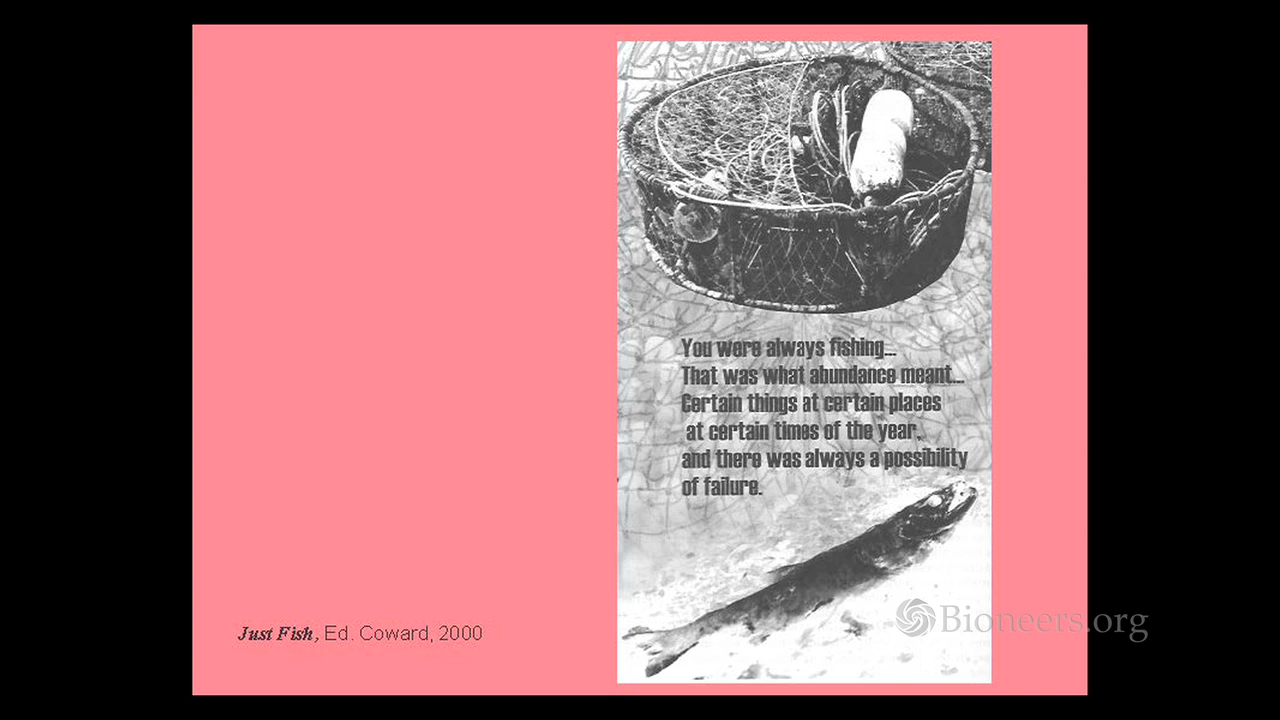 You were always fishing...
That was what abundance meant....
Certain things at certain places
at certain times of the year,
and there was always a possibility
of failure.
Just Fish, Ed. Coward, 2000
Bioneers.org